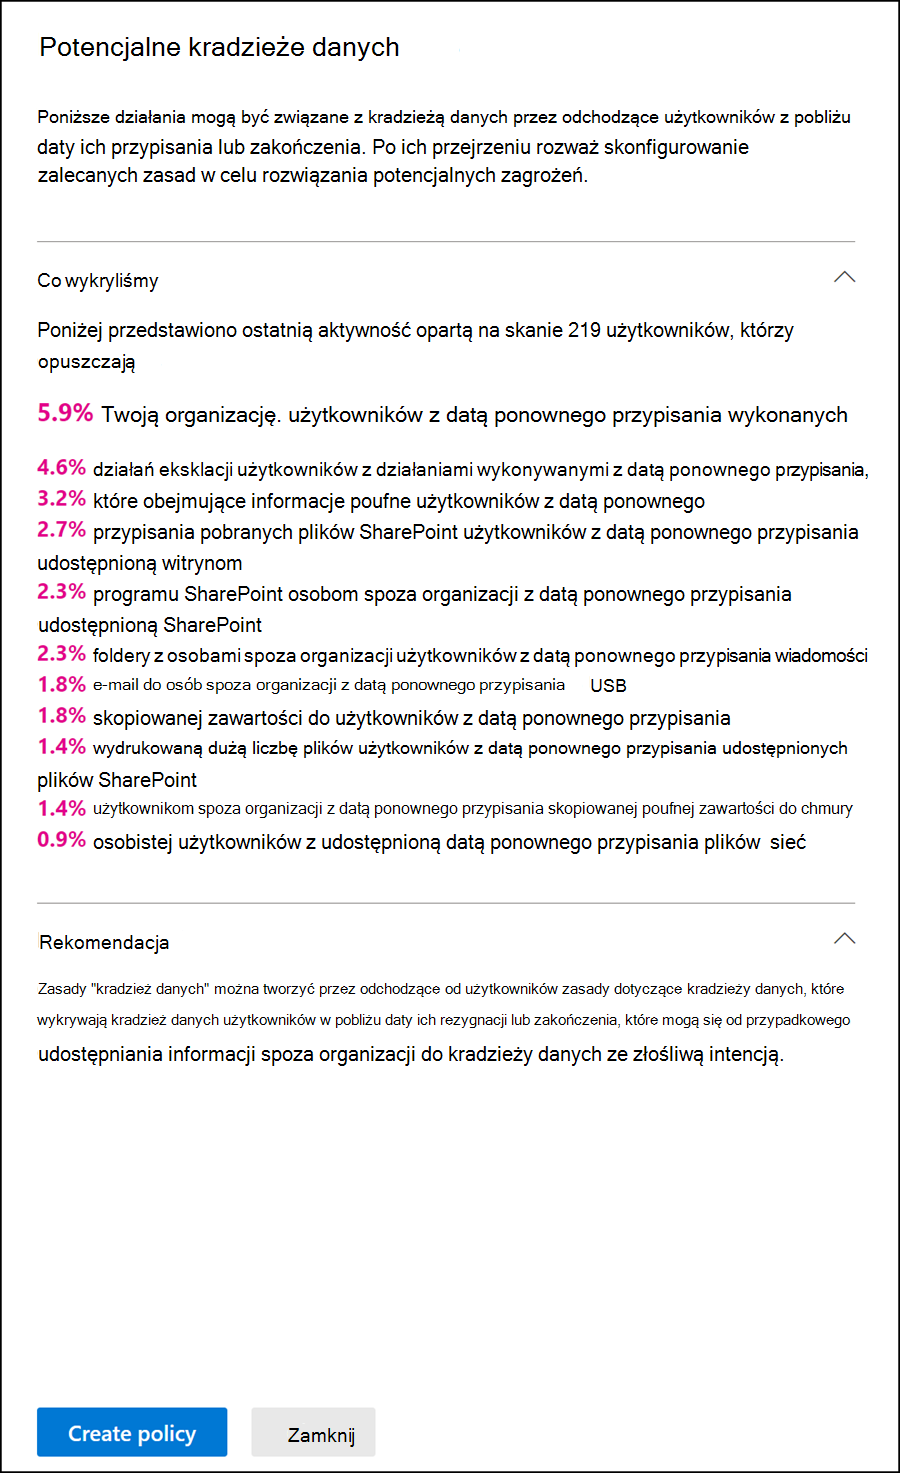 Potencjalne kradzieże danych
Poniższe działania mogą być związane z kradzieżą danych przez odchodzące użytkowników z pobliżu
daty ich przypisania lub zakończenia. Po ich przejrzeniu rozważ skonfigurowanie
zalecanych zasad w celu rozwiązania potencjalnych zagrożeń.
Co wykryliśmy
Poniżej przedstawiono ostatnią aktywność opartą na skanie 219 użytkowników, którzy
opuszczają
5.9% Twoją organizację. użytkowników z datą ponownego przypisania wykonanych
4.6% działań eksklacji użytkowników z działaniami wykonywanymi z datą ponownego przypisania,
3.2% które obejmujące informacje poufne użytkowników z datą ponownego
2.7% przypisania pobranych plików SharePoint użytkowników z datą ponownego przypisania
udostępnioną witrynom
2.3% programu SharePoint osobom spoza organizacji z datą ponownego przypisania
udostępnioną SharePoint
2.3% foldery z osobami spoza organizacji użytkowników z datą ponownego przypisania wiadomości
1.8% e-mail do osób spoza organizacji z datą ponownego przypisania USB
1.8% skopiowanej zawartości do użytkowników z datą ponownego przypisania
1.4% wydrukowaną dużą liczbę plików użytkowników z datą ponownego przypisania udostępnionych
plików SharePoint
1.4% użytkownikom spoza organizacji z datą ponownego przypisania skopiowanej poufnej zawartości do chmury
0.9% osobistej użytkowników z udostępnioną datą ponownego przypisania plików sieć
Rekomendacja
Zasady "kradzież danych" można tworzyć przez odchodzące od użytkowników zasady dotyczące kradzieży danych, które
wykrywają kradzież danych użytkowników w pobliżu daty ich rezygnacji lub zakończenia, które mogą się od przypadkowego
udostępniania informacji spoza organizacji do kradzieży danych ze złośliwą intencją.
Create policy Zamknij